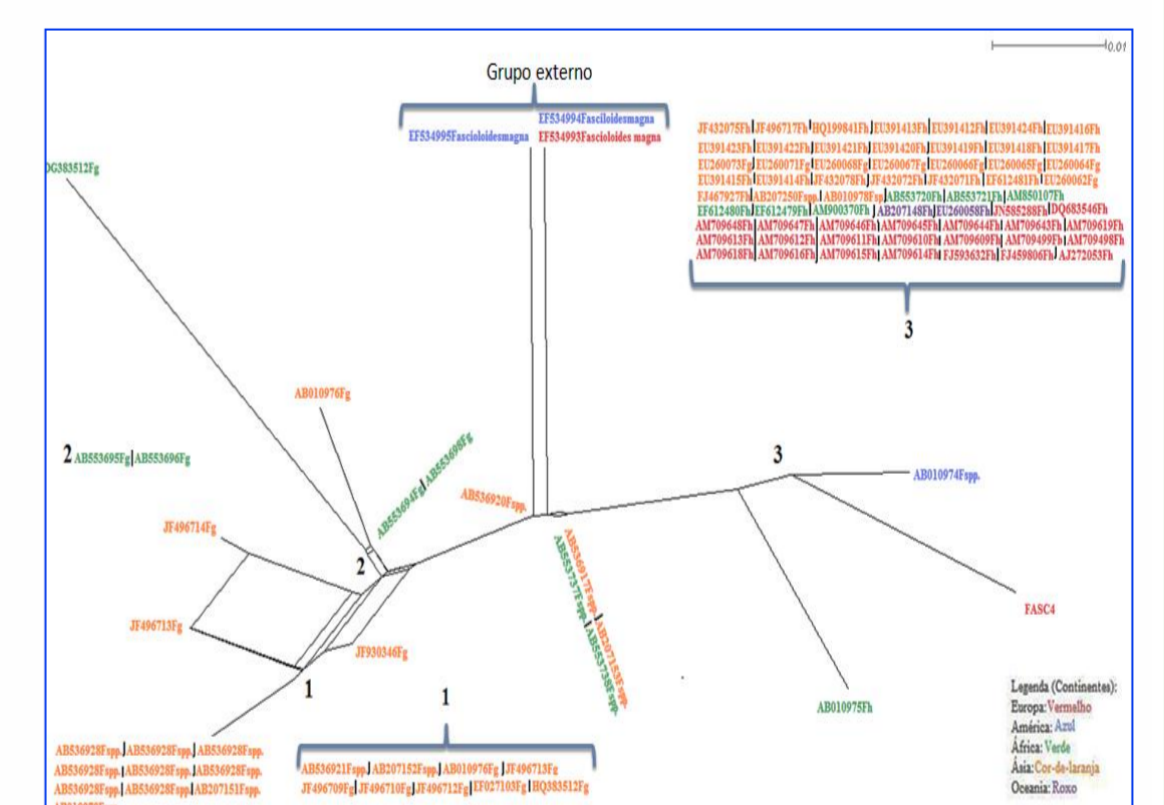 0.01
Grupo externo
EF534994Fasciloidesmagna
EF534995Fascioloidesmagna EF534993Fascioloides magna
JF432075Fh|JF496717Fh|HQ199841Fh|EU391413Fh|EU391412Fh|EU391424Fh|EU391416Fh
EU391423Fh|EU391422Fh|EU391421Fh|EU391420Fh|EU391419Fh|EU391418Fh|EU391417Fh
EU260073Fg|EU260071Fg|EU260068Fg|EU260067Fg|EU260066Fg|EU260065Fg|EU260064Fg
EU391415Fh|EU391414Fh|JF432078Fh|JF432072Fh|JF432071Fh|EF612481Fh|EU260062Fg
FJ467927Fh|AB207250Fspp.|AB010978Fsp|AB553720Fh|AB553721Fh|AM850107Fh
EF612480Fh|EF612479Fh|AM900370Fh|AB207148Fh|EU260058Fh|JN585288Fh|DQ683546Fh
AM709648Fh|AM709647Fh|AM709646Fh|AM709645Fh|AM709644Fh|AM709643Fh|AM709619Fh
AM709613Fh|AM709612Fh|AM709611Fh|AM709610Fh|AM709609Fh|AM709499Fh|AM709498Fh
AM709618Fh|AM709616Fh|AM709615Fh|AM709614Fh|FJ593632Fh|FJ459806Fh|AJ272053Fh
3
DG383512Fg
AB010976Fg
2 AB553695Fg|AB553696Fg
AB553694Fg|AB553698Fg
AB536920Fspp.
3
AB010974Fspp.
JF496714Fg
2
AB536917Fspp.|AB207153Fspp.
AB553737Fspp.|AB553738Fspp.
FASC4
JF496713Fg
JF930346Fg
1
1
AB010975Fh
Legenda (Continentes):
Europa:Vermelho
América: Azul
África: Verde
Ásia:Cor-de-laranja
Oceania: Roxo
AB536928Fspp.|AB536928Fspp.|AB536928Fspp.
AB536928Fspp.|AB536928Fspp.|AB536928Fspp.
AB536928Fspp.|AB536928Fspp.|AB207151Fspp.
AB536921Fspp|AB207152Fspp.|AB010976Fg|JF496713Fg
JF496709Fg|JF496710Fg|JF496712Fg|EF027103Fg|HQ383512Fg